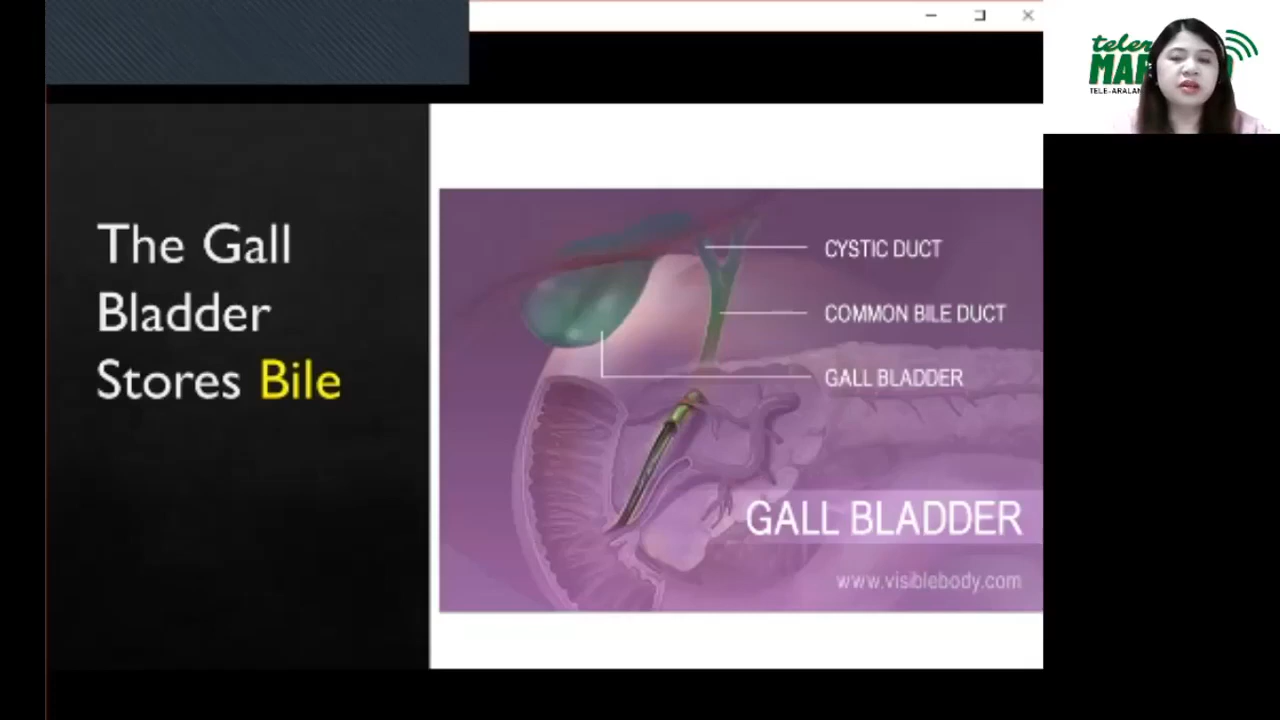 The Gall
Bladder
Stores Bile
CYSTIC DUCT
COMMON BILE DUCT
GALL BLADDER
GALL BLADDER
www.visiblebody.com
TELE-ARALAN